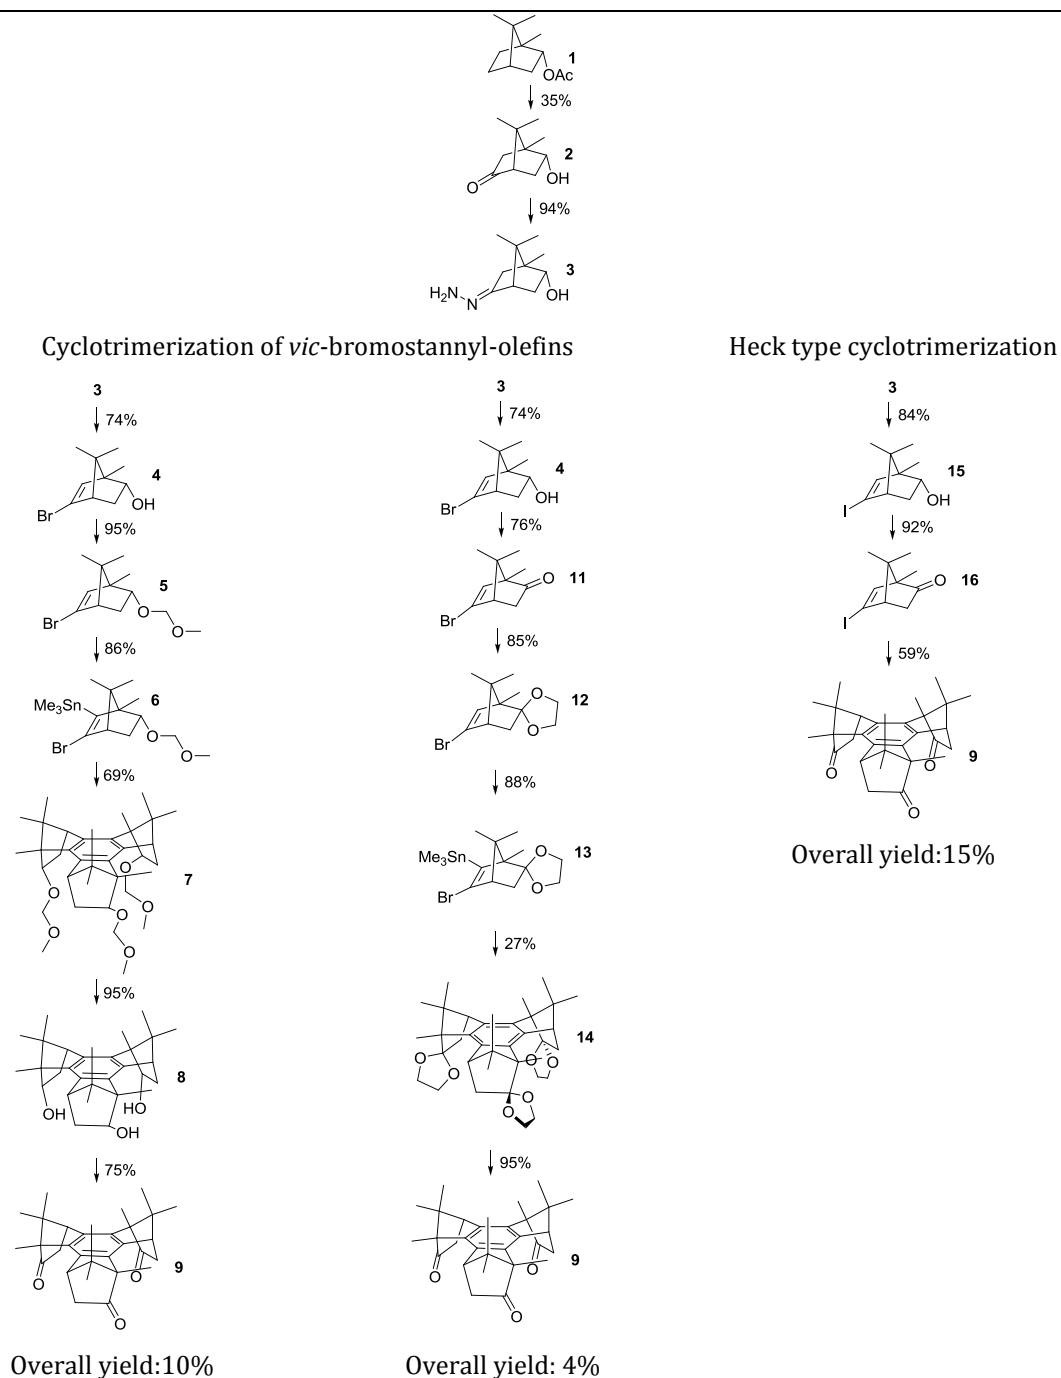 1
OAc
35%
2
O
OH
94%
3
H2N
N
OH
Cyclotrimerization of vic-bromostannyl-olefins
Heck type cyclotrimerization
3
74%
4
Br
OH
95%
5
Br
O
O
86%
6
Me3Sn
Br
O
O
69%
7
O
O
O
O
O
O
95%
8
OH
HO
OH
75%
9
O
O
O
Overall yield:10%
3
74%
4
Br
OH
76%
11
O
Br
85%
12
O
O
Br
88%
13
Me3Sn
O
O
Br
27%
14
O
O
O
O
O
O
95%
9
O
O
O
Overall yield: 4%
3
84%
15
I
OH
92%
16
O
I
59%
9
O
O
O
Overall yield:15%